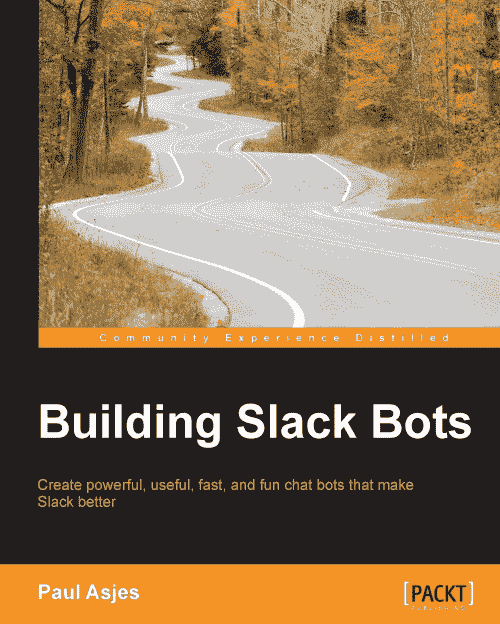 Community Experience Distilled
Building Slack Bots
Create powerful, useful, fast, and fun chat bots that make
Slack better
Paul Asjes
[PACKT]
PUBLISHING